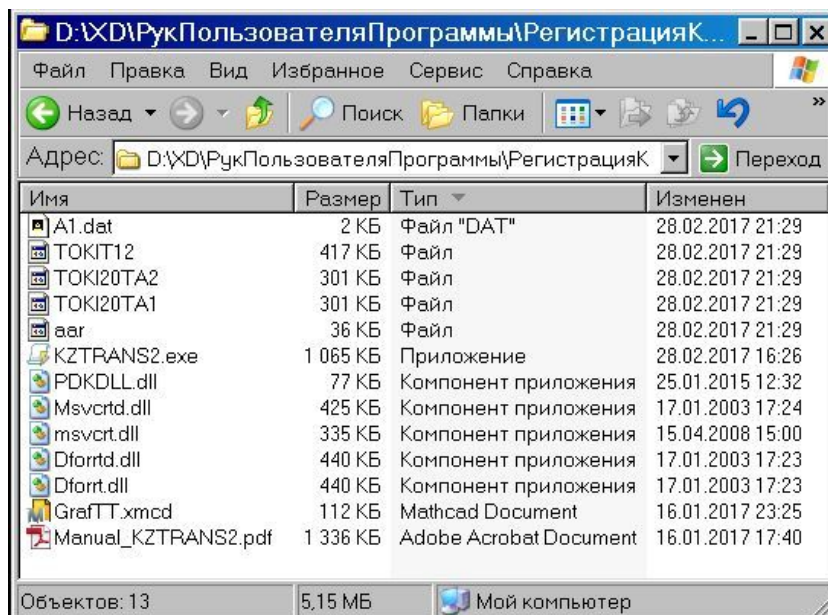 D:\XD\РукПользователяПрограммы\РегистрацияК...
Файл Правка Вид Избранное Сервис Справка
Назад Поиск Папки »
Адрес: D:\XD\РукПользователяПрограммы\РегистрацияК Переход
Имя Размер Тип Изменен
A1.dat 2 КБ Файл "DAT" 28.02.2017 21:29
TOKIT12 417 КБ Файл 28.02.2017 21:29
TOKI20TA2 301 КБ Файл 28.02.2017 21:29
TOKI20TA1 301 КБ Файл 28.02.2017 21:29
aar 36 КБ Файл 28.02.2017 21:29
KZTRANS2.exe 1 065 КБ Приложение 28.02.2017 16:26
PDKDLL.dll 77 КБ Компонент приложения 25.01.2015 12:32
Msvcrtd.dll 425 КБ Компонент приложения 17.01.2003 17:24
msvcrt.dll 335 КБ Компонент приложения 15.04.2008 15:00
Dforrtd.dll 440 КБ Компонент приложения 17.01.2003 17:23
Dforrt.dll 440 КБ Компонент приложения 17.01.2003 17:23
GrafTT.xmcd 112 КБ Mathcad Document 16.01.2017 23:25
Manual_KZTRANS2.pdf 1 336 КБ Adobe Acrobat Document 16.01.2017 17:40
Объектов: 13 5,15 МБ Мой компьютер